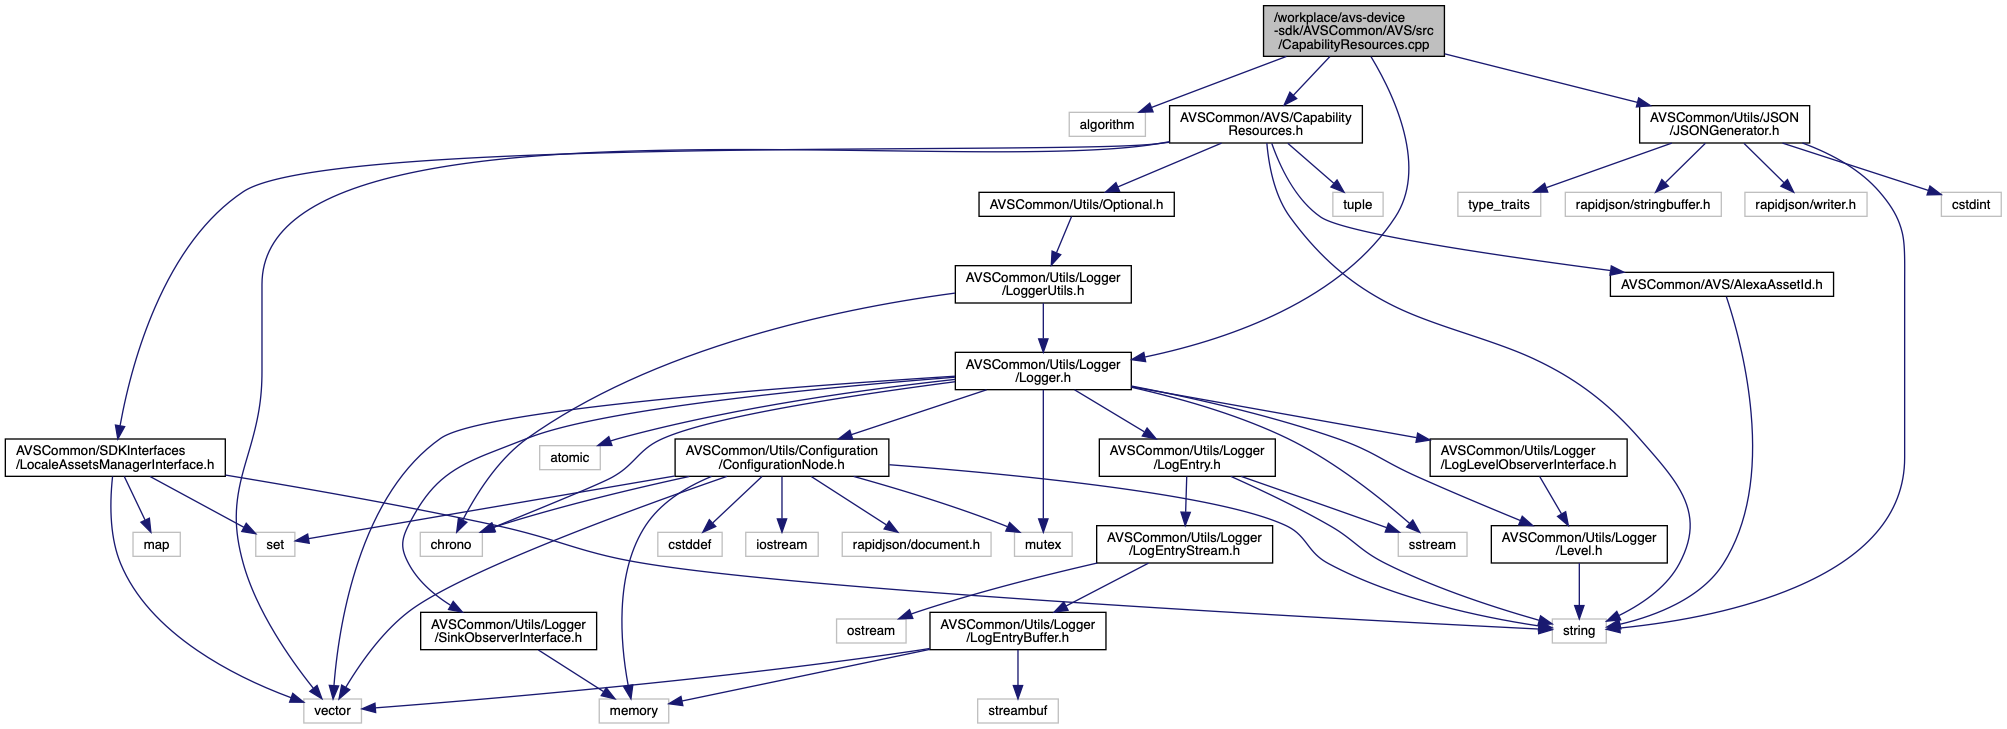 /workplace/avs-device
-sdk/AVSCommon/AVS/src
/CapabilityResources.cpp
algorithm
AVSCommon/AVS/Capability
Resources.h
AVSCommon/Utils/JSON
/JSONGenerator.h
AVSCommon/Utils/Optional.h
tuple
type_traits
rapidjson/stringbuffer.h
rapidjson/writer.h
cstdint
AVSCommon/Utils/Logger
/LoggerUtils.h
AVSCommon/AVS/AlexaAssetId.h
AVSCommon/Utils/Logger
/Logger.h
AVSCommon/SDKInterfaces
/LocaleAssetsManagerInterface.h
atomic
AVSCommon/Utils/Configuration
/ConfigurationNode.h
AVSCommon/Utils/Logger
/LogEntry.h
AVSCommon/Utils/Logger
/LogLevelObserverInterface.h
map
set
chrono
cstddef
iostream
rapidjson/document.h
mutex
AVSCommon/Utils/Logger
/LogEntryStream.h
sstream
AVSCommon/Utils/Logger
/Level.h
AVSCommon/Utils/Logger
/SinkObserverInterface.h
ostream
AVSCommon/Utils/Logger
/LogEntryBuffer.h
string
vector
memory
streambuf